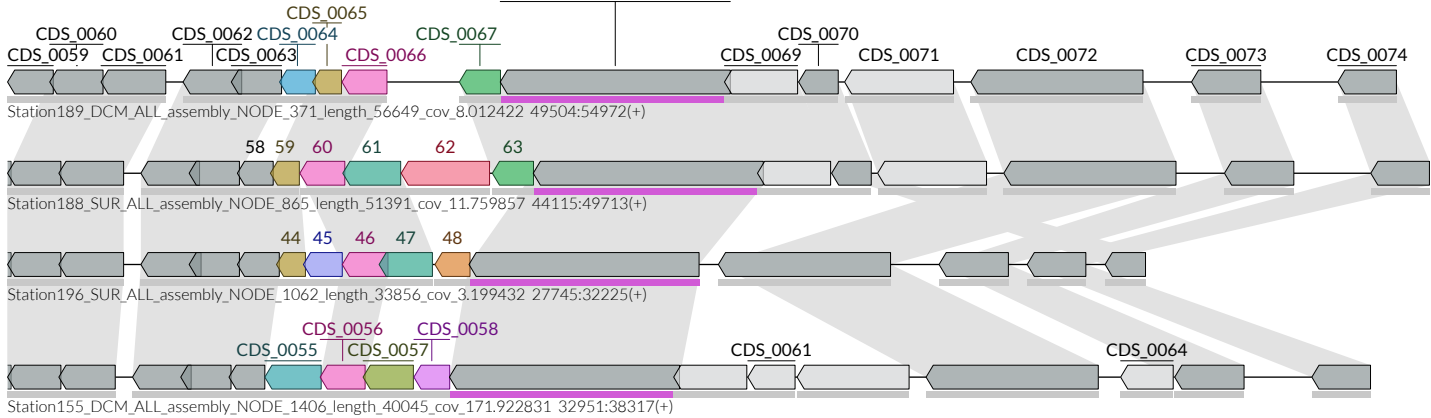 CDS_0065
CDS_0060 CDS_0062 CDS_0064 CDS_0067 CDS_0070
CDS_0059 CDS_0061 CDS_0063 CDS_0066 CDS_0069 CDS_0071 CDS_0072 CDS_0073 CDS_0074
Station189_DCM_ALL_assembly_NODE_371_length_56649_cov_8.012422 49504:54972(+)
58 59 60 61 62 63
Station188_SUR_ALL_assembly_NODE_865_length_51391_cov_11.759857 44115:49713(+)
44 45 46 47 48
Station196_SUR_ALL_assembly_NODE_1062_length_33856_cov_3.199432 27745:32225(+)
CDS_0056 CDS_0058
CDS_0055 CDS_0057 CDS_0061 CDS_0064
Station155_DCM_ALL_assembly_NODE_1406_length_40045_cov_171.922831 32951:38317(+)